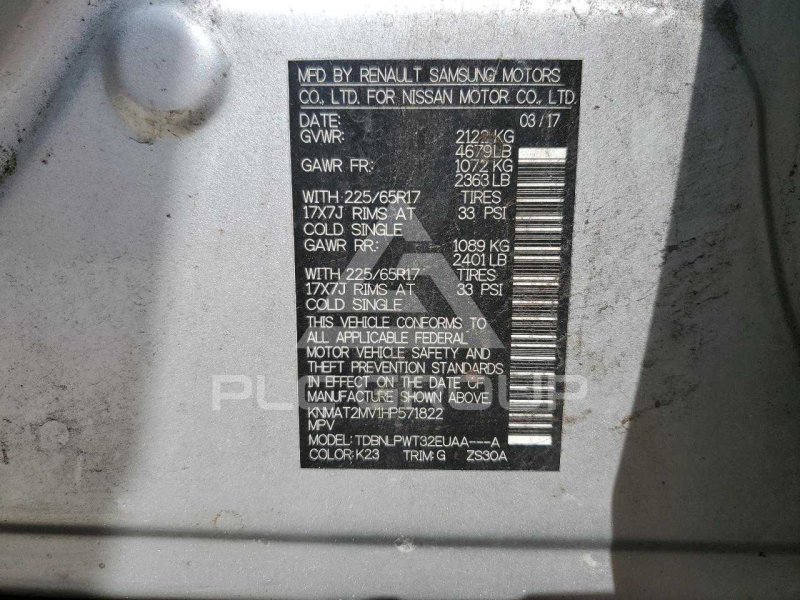 MFD BY RENAULT SAMSUNG MOTORS
CO., LTD. FOR NISSAN MOTOR CO., LTD.
DATE: 03/17
GVWR: 2122 KG
4679LB
GAWR FR: 1072 KG
2363 LB
WITH 225/65R17 TIRES
17X7J RIMS AT 33 PSI
COLD SINGLE
GAWR RR: 1089 KG
2401 LB
WITH 225/65R17 TIRES
17X7J RIMS AT 33 PSI
COLD SINGLE
THIS VEHICLE CONFORMS TO
ALL APPLICABLE FEDERAL
MOTOR VEHICLE SAFETY AND
THEFT PREVENTION STANDARDS
IN EFFECT ON THE DATE OF
MANUFACTURE SHOWN ABOVE.
KNMAT2MV1HP571822
MPV
MODEL: TDBNLPWT32EUAA---A
COLOR: K23 TRIM: G ZS30A